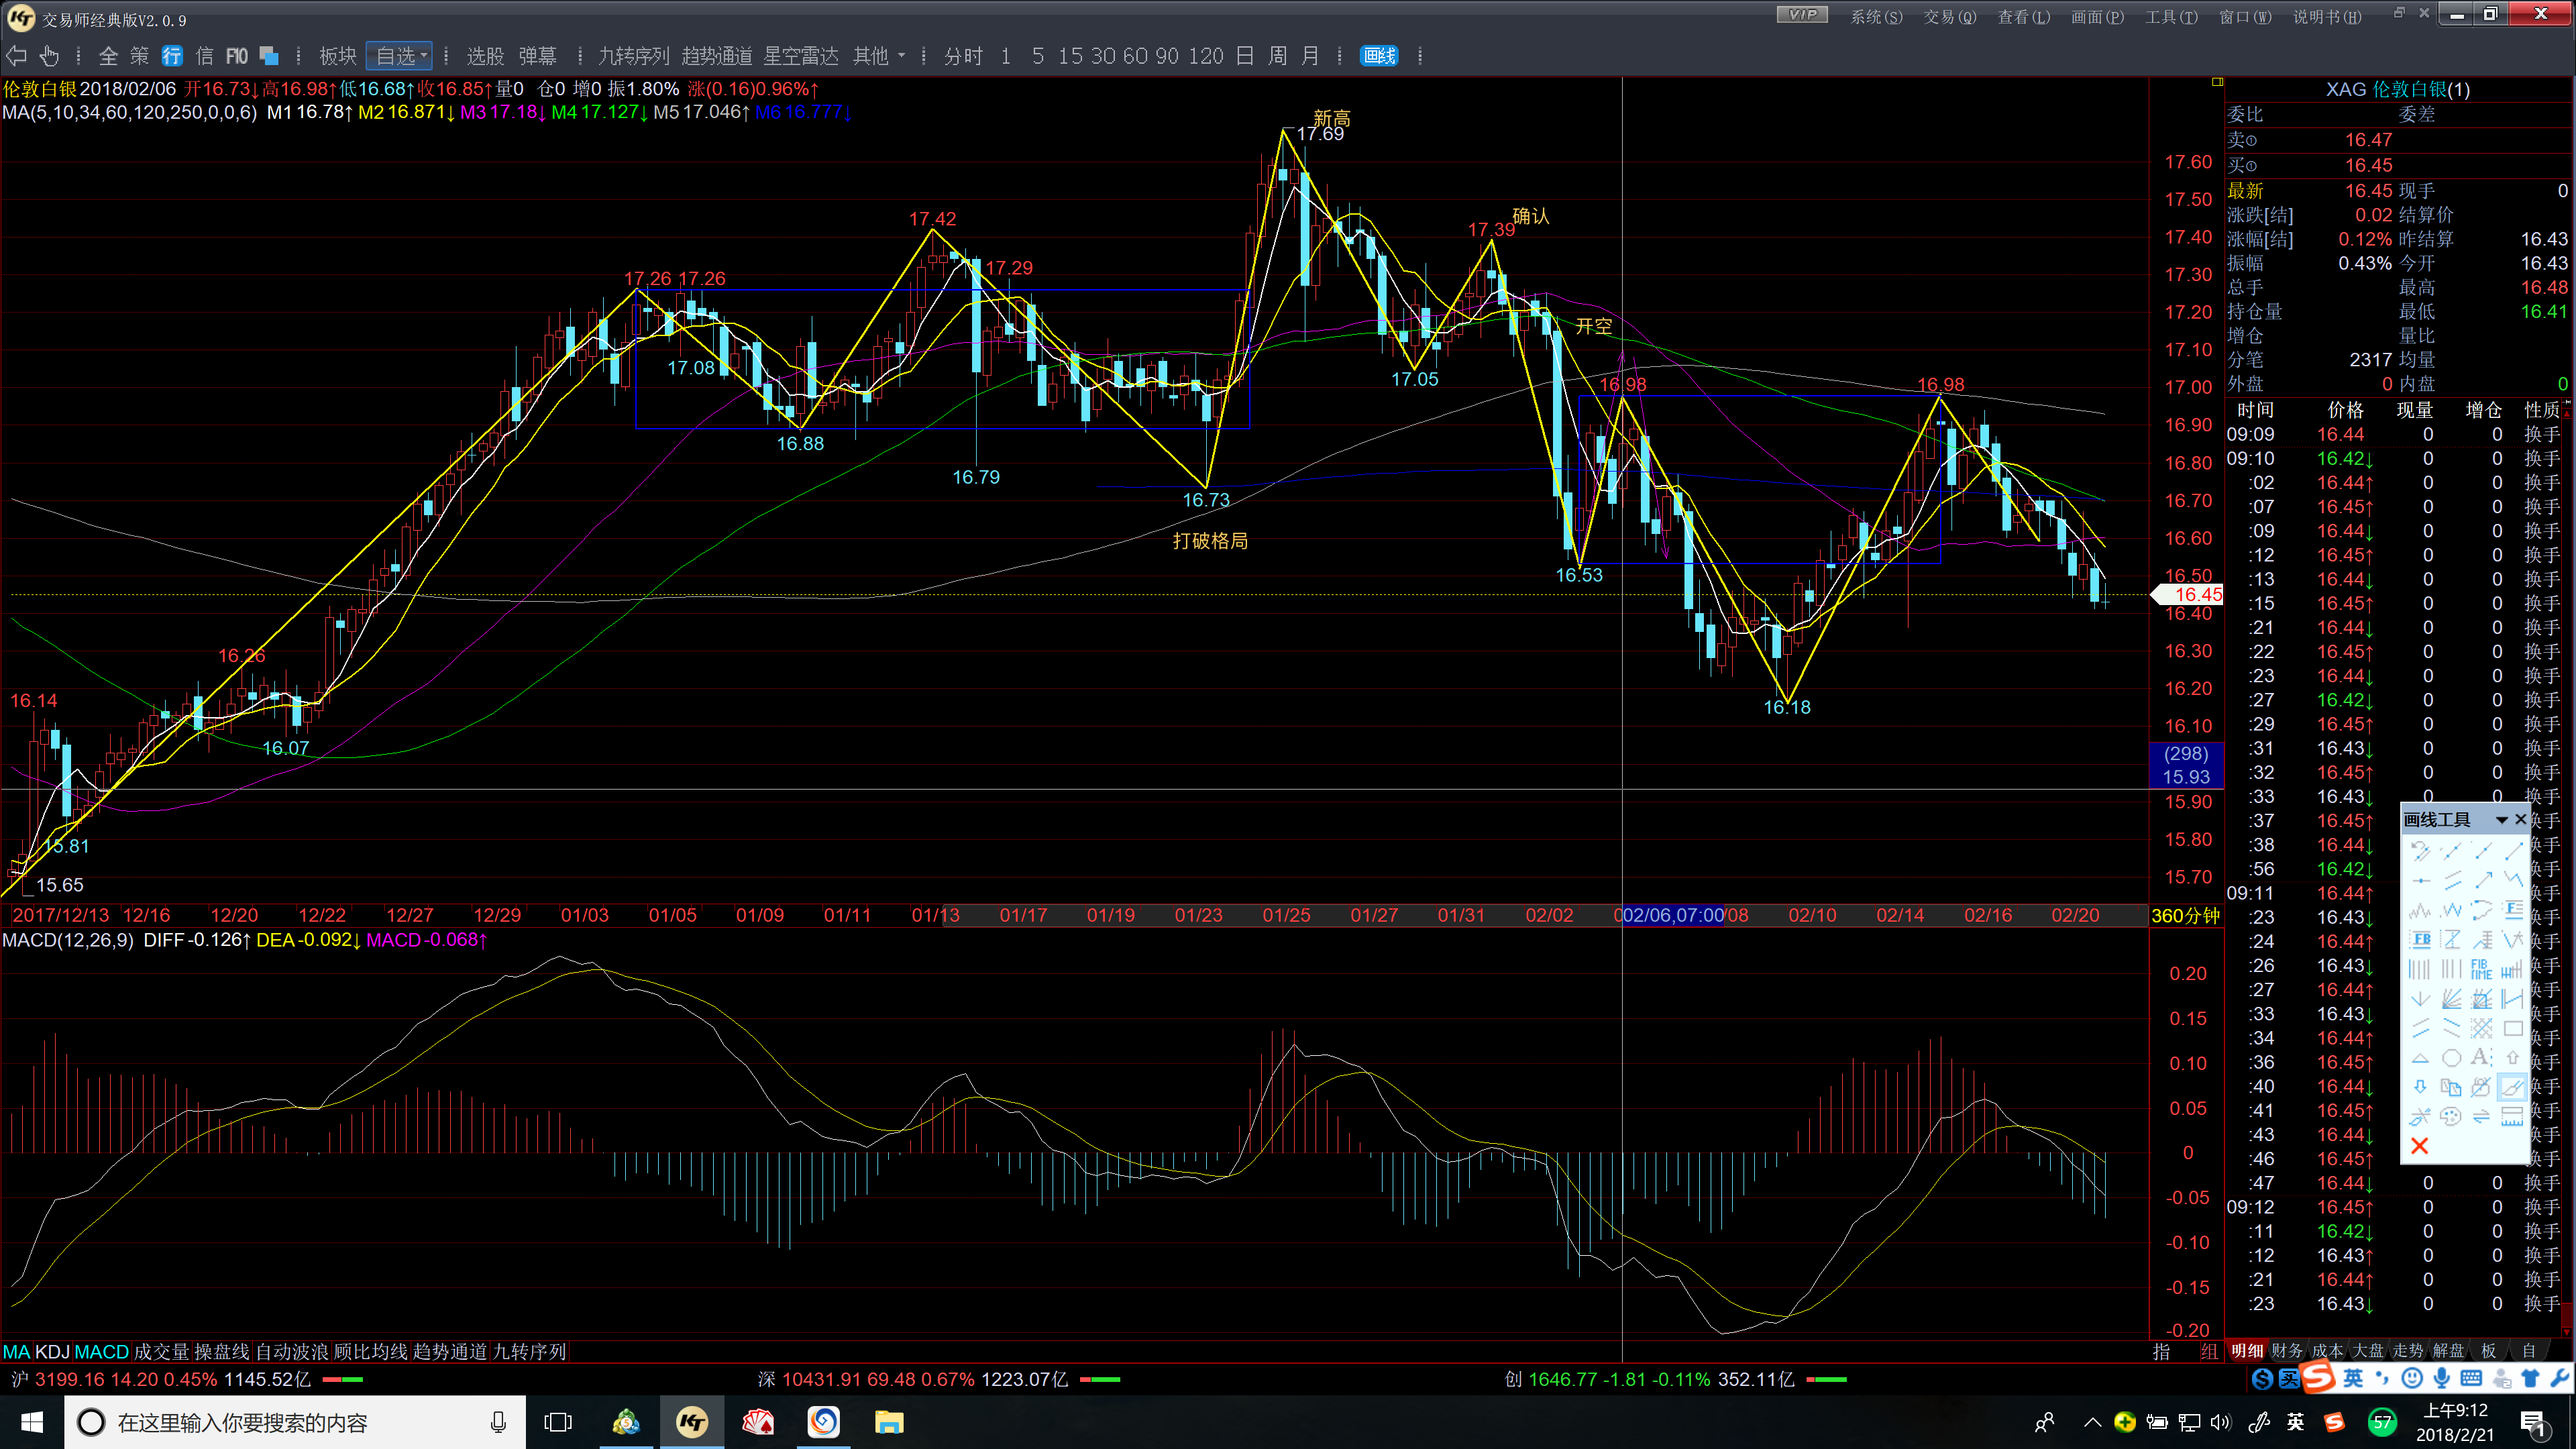 交易师经典版V2.0.9
VIP 系统(S) 交易(Q) 查看(L) 画面(P) 工具(T) 窗口(W) 说明书(H)
全 策 行 信 F10 板块 自选 选股 弹幕 九转序列 趋势通道 星空雷达 其他 分时 1 5 15 30 60 90 120 日 周 月 画线
伦敦白银2018/02/06 开16.73↓高16.98↑低16.68↑收16.85↑量0 仓0 增0 振1.80% 涨(0.16)0.96%↑
MA(5,10,34,60,120,250,0,0,6) M1 16.78↑ M2 16.871↓ M3 17.18↓ M4 17.127↓ M5 17.046↑ M6 16.777↓
新高
17.69
确认
17.39
17.42
17.26 17.26
17.29
开空
17.08
17.05
16.98
16.98
16.88
16.79
16.73
打破格局
16.53
16.26
16.14
16.18
16.07
15.81
15.65
17.60
17.50
17.40
17.30
17.20
17.10
17.00
16.90
16.80
16.70
16.60
16.50
16.45
16.40
16.30
16.20
16.10
(298)
15.93
15.90
15.80
15.70
2017/12/13 12/16 12/20 12/22 12/27 12/29 01/03 01/05 01/09 01/11 01/13 01/17 01/19 01/23 01/25 01/27 01/31 02/02 02/06,07:00 /08 02/10 02/14 02/16 02/20 360分钟
MACD(12,26,9) DIFF-0.126↑ DEA-0.092↓ MACD-0.068↑
0.20
0.15
0.10
0.05
0
-0.05
-0.10
-0.15
-0.20
MA KDJ MACD 成交量 操盘线 自动波浪 顾比均线 趋势通道 九转序列 指 组
XAG 伦敦白银(1)
委比 委差
卖① 16.47
买① 16.45
最新 16.45 现手 0
涨跌[结] 0.02 结算价
涨幅[结] 0.12% 昨结算 16.43
振幅 0.43% 今开 16.43
总手 最高 16.48
持仓量 最低 16.41
增仓 量比
分笔 2317 均量
外盘 0 内盘 0
时间 价格 现量 增仓 性质
09:09 16.44 0 0 换手
09:10 16.42↓ 0 0 换手
:02 16.44↑ 0 0 换手
:07 16.45↑ 0 0 换手
:09 16.44↓ 0 0 换手
:12 16.45↑ 0 0 换手
:13 16.44↓ 0 0 换手
:15 16.45↑ 0 0 换手
:21 16.44↓ 0 0 换手
:22 16.45↑ 0 0 换手
:23 16.44↓ 0 0 换手
:27 16.42↓ 0 0 换手
:29 16.45↑ 0 0 换手
:31 16.43↓ 0 0 换手
:32 16.45↑ 0 0 换手
:33 16.43↓ 0 0 换手
:37 16.45↑ 换手
:38 16.44↓ 换手
:56 16.42↓ 换手
09:11 16.44↑ 换手
:23 16.43↓ 换手
:24 16.44↑ 换手
:26 16.43↓ 换手
:27 16.44↑ 换手
:33 16.43↓ 换手
:34 16.44↑ 换手
:36 16.45↑ 换手
:40 16.44↓ 换手
:41 16.45↑ 换手
:43 16.44↓ 换手
:46 16.45↑ 换手
:47 16.44↓ 0 0 换手
09:12 16.45↑ 0 0 换手
:11 16.42↓ 0 0 换手
:12 16.43↑ 0 0 换手
:21 16.44↑ 0 0 换手
:23 16.43↓ 0 0 换手
画线工具
FB
FIB TIME
A
明细 财务 成本 大盘 走势 解盘 板 自
沪 3199.16 14.20 0.45% 1145.52亿 深 10431.91 69.48 0.67% 1223.07亿 创 1646.77 -1.81 -0.11% 352.11亿
买 英
在这里输入你要搜索的内容
英 57
上午9:12
2018/2/21
1